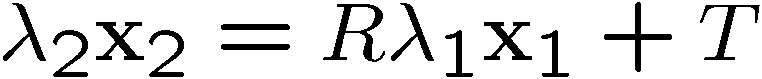 λ₂x₂ = Rλ₁x₁ + T